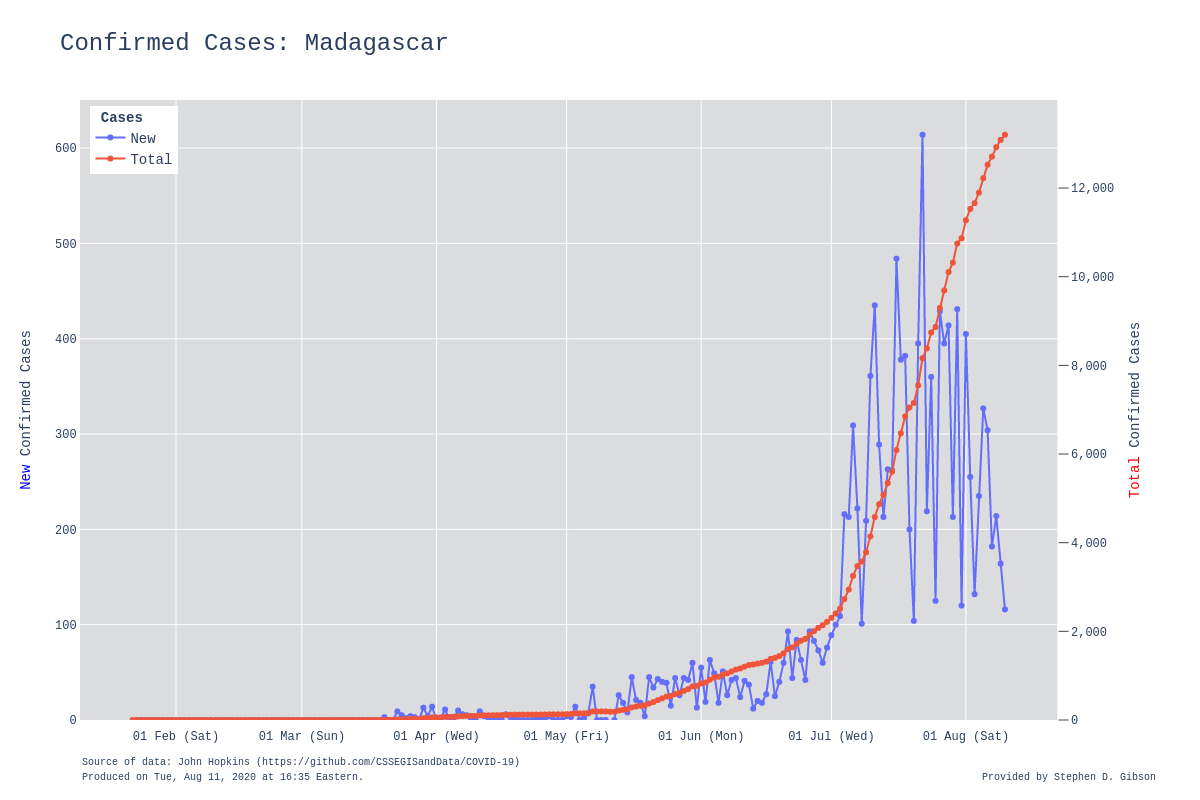 Confirmed Cases: Madagascar
Cases
New
Total
600
500
400
300
200
100
0
New Confirmed Cases
12,000
10,000
8,000
6,000
4,000
2,000
0
Total Confirmed Cases
01 Feb (Sat) 01 Mar (Sun) 01 Apr (Wed) 01 May (Fri) 01 Jun (Mon) 01 Jul (Wed) 01 Aug (Sat)
Source of data: John Hopkins (https://github.com/CSSEGISandData/COVID-19)
Produced on Tue, Aug 11, 2020 at 16:35 Eastern.
Provided by Stephen D. Gibson